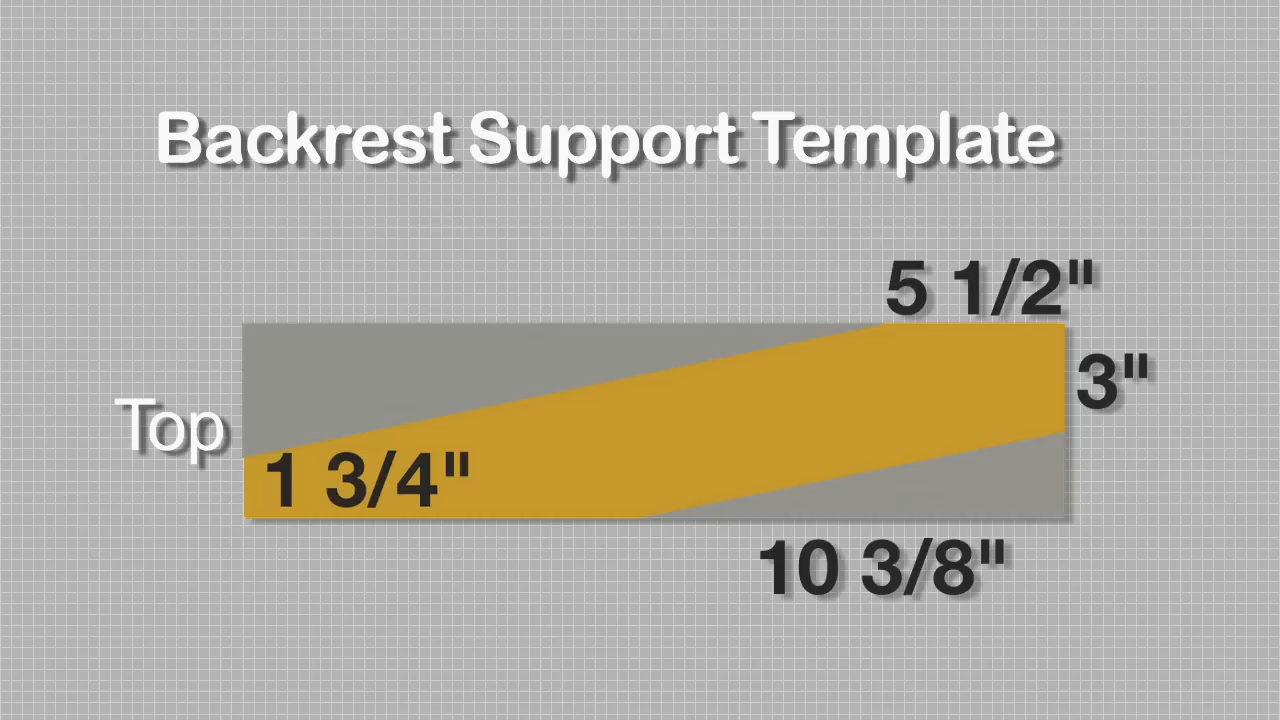 Backrest Support Template
5 1/2"
3"
Top
1 3/4"
10 3/8"